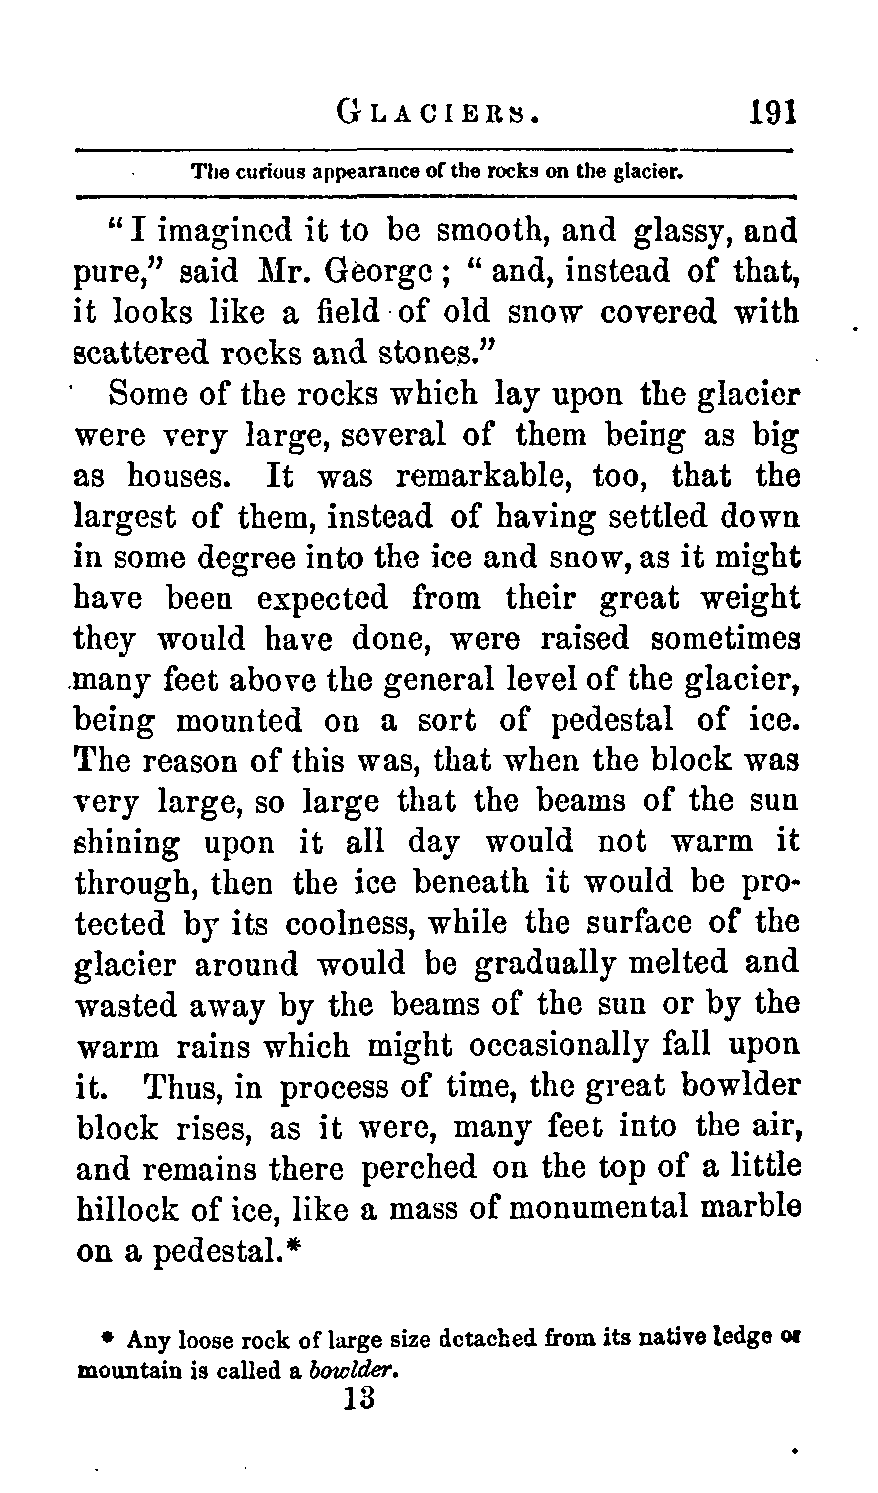 GLACIERS. 191
The curious appearance of the rocks on the glacier.
“I imagined it to be smooth, and glassy, and
pure,” said Mr. George; “and, instead of that,
it looks like a field of old snow covered with
scattered rocks and stones.”
Some of the rocks which lay upon the glacier
were very large, several of them being as big
as houses. It was remarkable, too, that the
largest of them, instead of having settled down
in some degree into the ice and snow, as it might
have been expected from their great weight
they would have done, were raised sometimes
many feet above the general level of the glacier,
being mounted on a sort of pedestal of ice.
The reason of this was, that when the block was
very large, so large that the beams of the sun
shining upon it all day would not warm it
through, then the ice beneath it would be pro-
tected by its coolness, while the surface of the
glacier around would be gradually melted and
wasted away by the beams of the sun or by the
warm rains which might occasionally fall upon
it. Thus, in process of time, the great bowlder
block rises, as it were, many feet into the air,
and remains there perched on the top of a little
hillock of ice, like a mass of monumental marble
on a pedestal.*
* Any loose rock of large size detached from its native ledge or
mountain is called a bowlder.
13